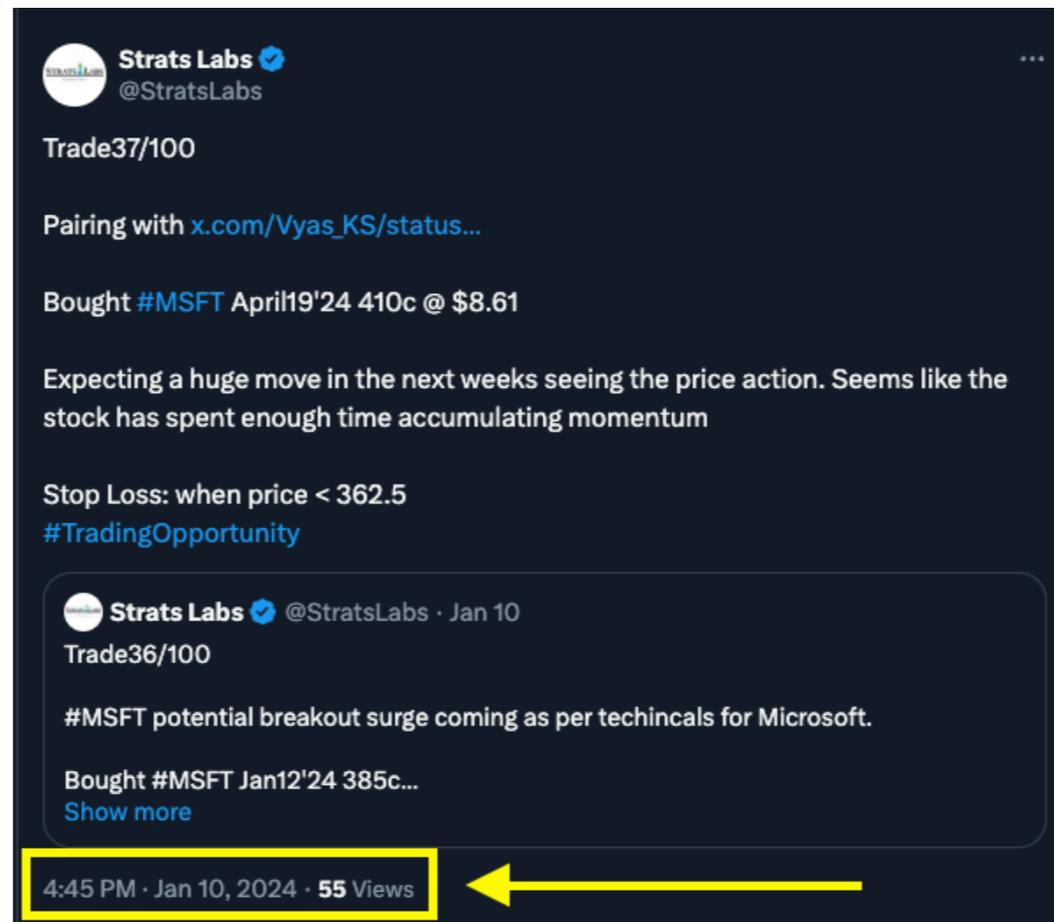 Strats Labs
@StratsLabs
Trade37/100
Pairing with x.com/Vyas_KS/status...
Bought #MSFT April19'24 410c @ $8.61
Expecting a huge move in the next weeks seeing the price action. Seems like the
stock has spent enough time accumulating momentum
Stop Loss: when price < 362.5
#TradingOpportunity
Strats Labs @StratsLabs · Jan 10
Trade36/100
#MSFT potential breakout surge coming as per techincals for Microsoft.
Bought #MSFT Jan12'24 385c...
Show more
4:45 PM · Jan 10, 2024 · 55 Views